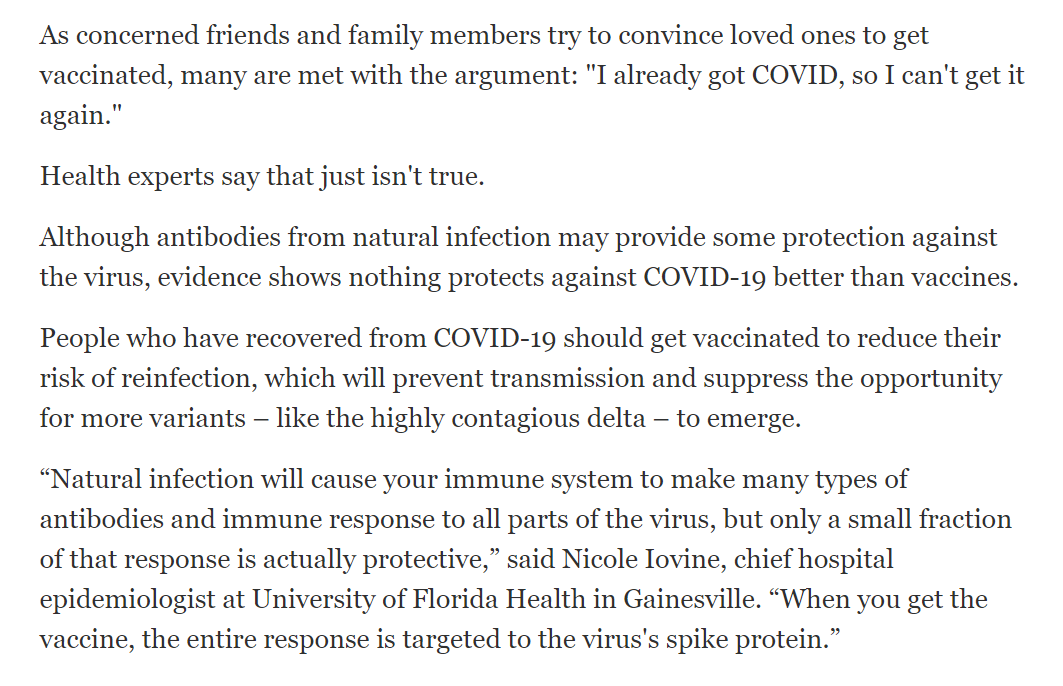 As concerned friends and family members try to convince loved ones to get
vaccinated, many are met with the argument: "I already got COVID, so I can't get it
again."
Health experts say that just isn't true.
Although antibodies from natural infection may provide some protection against
the virus, evidence shows nothing protects against COVID-19 better than vaccines.
People who have recovered from COVID-19 should get vaccinated to reduce their
risk of reinfection, which will prevent transmission and suppress the opportunity
for more variants – like the highly contagious delta – to emerge.
“Natural infection will cause your immune system to make many types of
antibodies and immune response to all parts of the virus, but only a small fraction
of that response is actually protective,” said Nicole Iovine, chief hospital
epidemiologist at University of Florida Health in Gainesville. “When you get the
vaccine, the entire response is targeted to the virus's spike protein.”